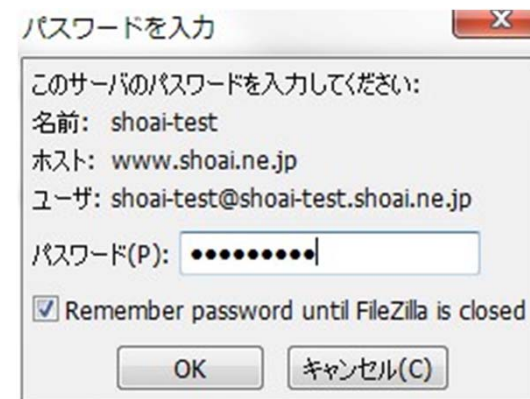 パスワードを入力
このサーバのパスワードを入力してください:
名前: shoai-test
ホスト: www.shoai.ne.jp
ユーザ: shoai-test@shoai-test.shoai.ne.jp
パスワード(P): ●●●●●●●●●
Remember password until FileZilla is closed
OK キャンセル(C)